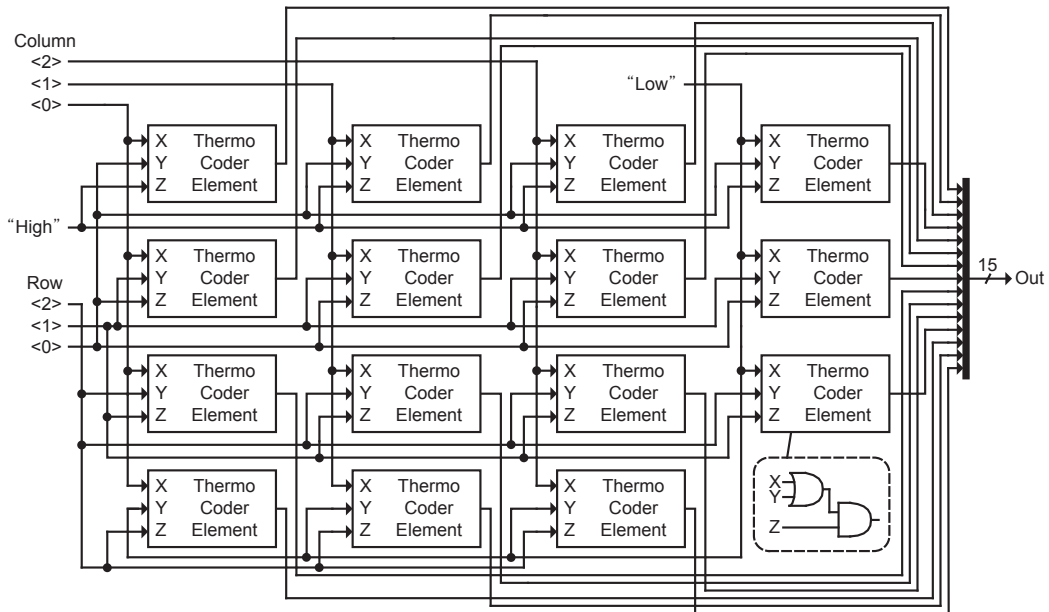 Column
<2>
<1>
<0>
“Low”
X Thermo
Y Coder
Z Element
X Thermo
Y Coder
Z Element
X Thermo
Y Coder
Z Element
X Thermo
Y Coder
Z Element
“High”
X Thermo
Y Coder
Z Element
X Thermo
Y Coder
Z Element
X Thermo
Y Coder
Z Element
X Thermo
Y Coder
Z Element
15
Out
Row
<2>
<1>
<0>
X Thermo
Y Coder
Z Element
X Thermo
Y Coder
Z Element
X Thermo
Y Coder
Z Element
X Thermo
Y Coder
Z Element
X Thermo
Y Coder
Z Element
X Thermo
Y Coder
Z Element
X Thermo
Y Coder
Z Element
X
Y
Z